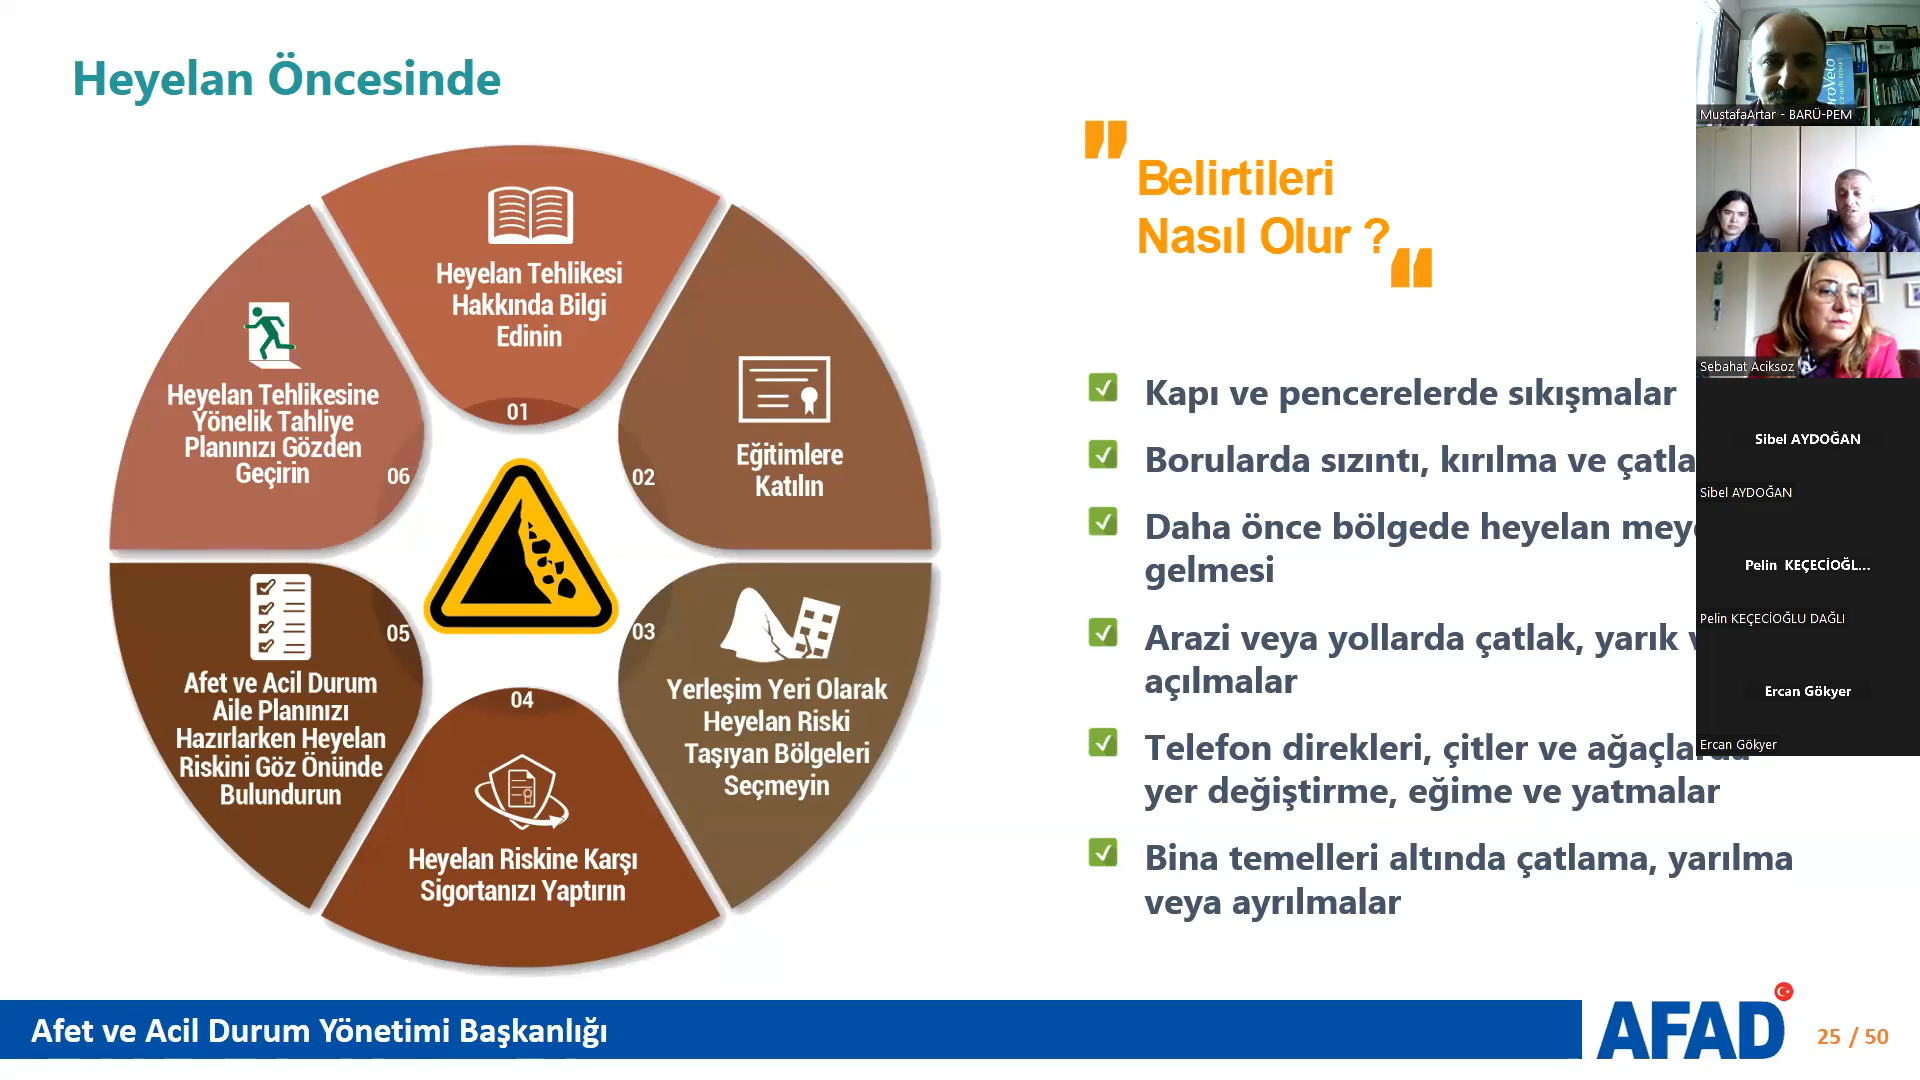 Heyelan Öncesinde
Heyelan Tehlikesi
Hakkında Bilgi
Edinin
01
Eğitimlere
Katılın
02
Yerleşim Yeri Olarak
Heyelan Riski
Taşıyan Bölgeleri
Seçmeyin
03
04
Heyelan Riskine Karşı
Sigortanızı Yaptırın
05
Afet ve Acil Durum
Aile Planınızı
Hazırlarken Heyelan
Riskini Göz Önünde
Bulundurun
Heyelan Tehlikesine
Yönelik Tahliye
Planınızı Gözden
Geçirin
06
"Belirtileri
Nasıl Olur ?"
Kapı ve pencerelerde sıkışmalar
Borularda sızıntı, kırılma ve
Daha önce bölgede heyelan
gelmesi
Arazi veya yollarda çatlak, yarık
açılmalar
Telefon direkleri, çitler ve ağaçlarda
yer değiştirme, eğime ve yatmalar
Bina temelleri altında çatlama, yarılma
veya ayrılmalar
MustafaArtar - BARÜ-PEM
Sebahat Aciksoz
Sibel AYDOĞAN
Sibel AYDOĞAN
Pelin KEÇECİOĞL...
Pelin KEÇECİOĞLU DAĞLI
Ercan Gökyer
Ercan Gökyer
Afet ve Acil Durum Yönetimi Başkanlığı
AFAD
25 / 50